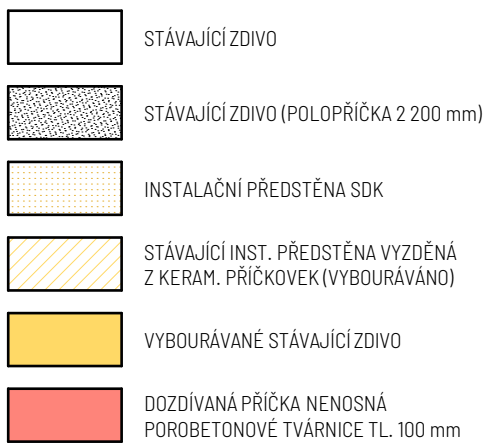 STÁVAJÍCÍ ZDIVO
STÁVAJÍCÍ ZDIVO (POLOPŘÍČKA 2 200 mm)
INSTALAČNÍ PŘEDSTĚNA SDK
STÁVAJÍCÍ INST. PŘEDSTĚNA VYZDĚNÁ
Z KERAM. PŘÍČKOVEK (VYBOURÁVÁNO)
VYBOURÁVANÉ STÁVAJÍCÍ ZDIVO
DOZDÍVANÁ PŘÍČKA NENOSNÁ
POROBETONOVÉ TVÁRNICE TL. 100 mm